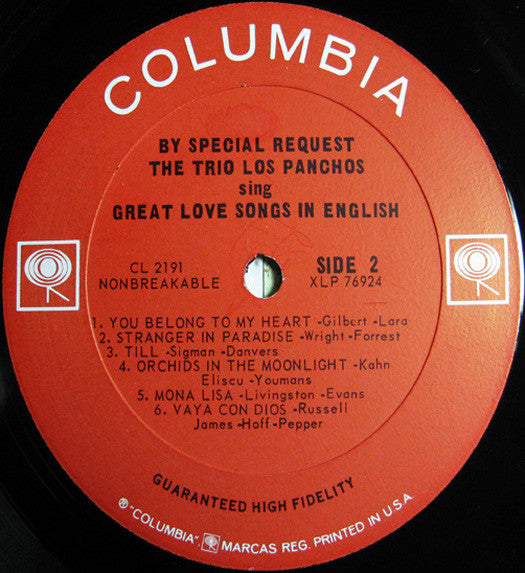 COLUMBIA
BY SPECIAL REQUEST
THE TRIO LOS PANCHOS
sing
GREAT LOVE SONGS IN ENGLISH
CL 2191
NONBREAKABLE
SIDE 2
XLP 76924
1. YOU BELONG TO MY HEART -Gilbert -Lara
2. STRANGER IN PARADISE -Wright -Forrest
3. TILL -Sigman -Danvers
4. ORCHIDS IN THE MOONLIGHT -Kahn
Eliscu -Youmans
5. MONA LISA -Livingston -Evans
6. VAYA CON DIOS -Russell
James -Hoff -Pepper
GUARANTEED HIGH FIDELITY
® "COLUMBIA", MARCAS REG. PRINTED IN U.S.A.